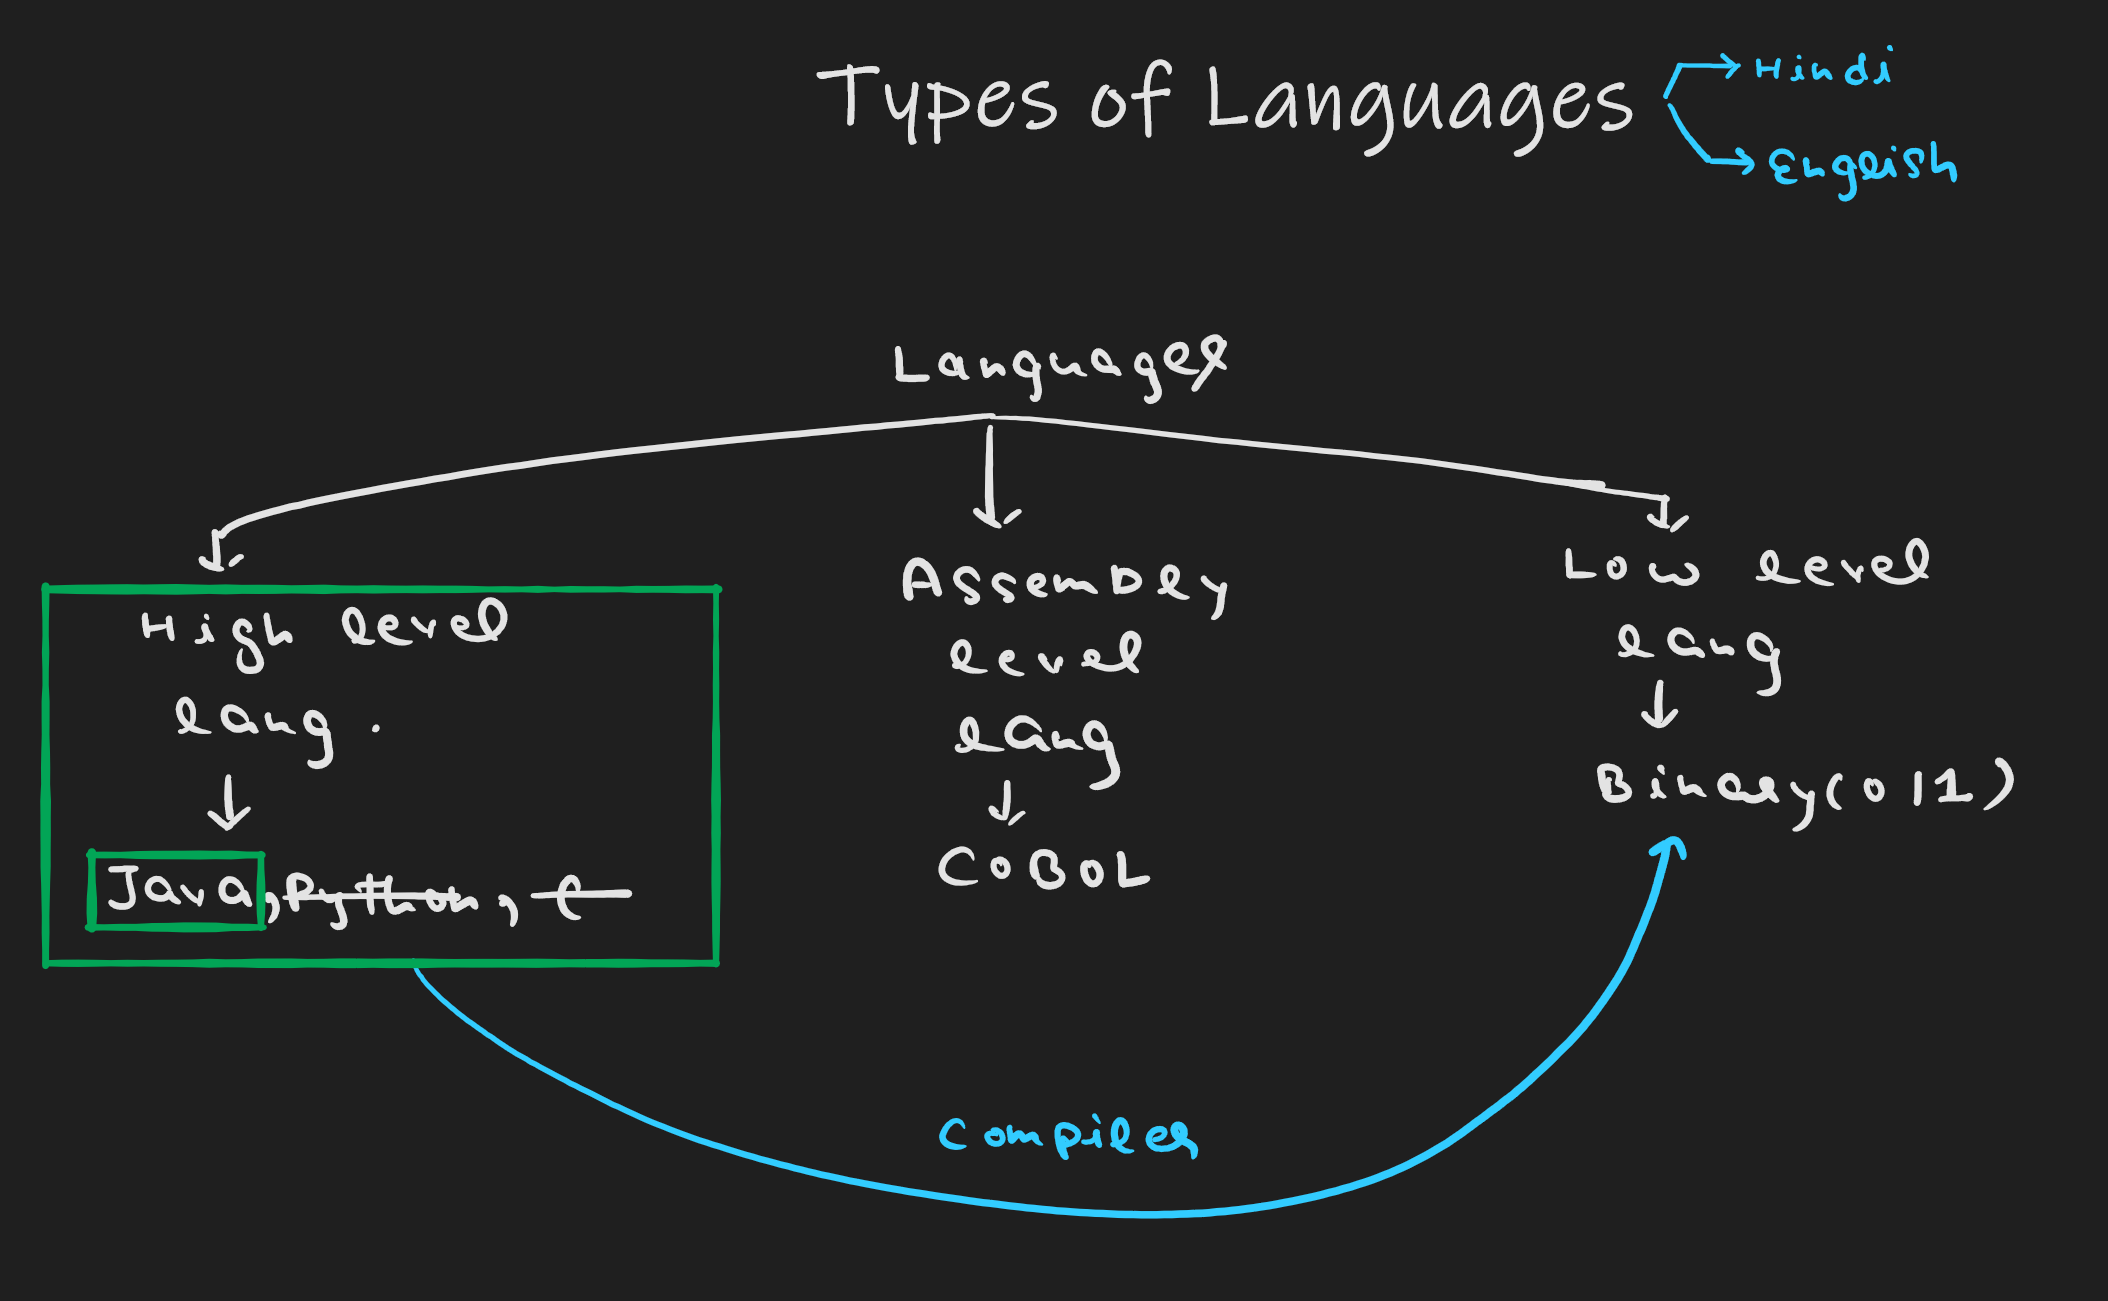 Types of Languages
Hindi
English
Languages
High level
lang.
Java, Python, C
Assembly
level
lang
COBOL
Low level
lang
Binary(0 | 1)
Compiler